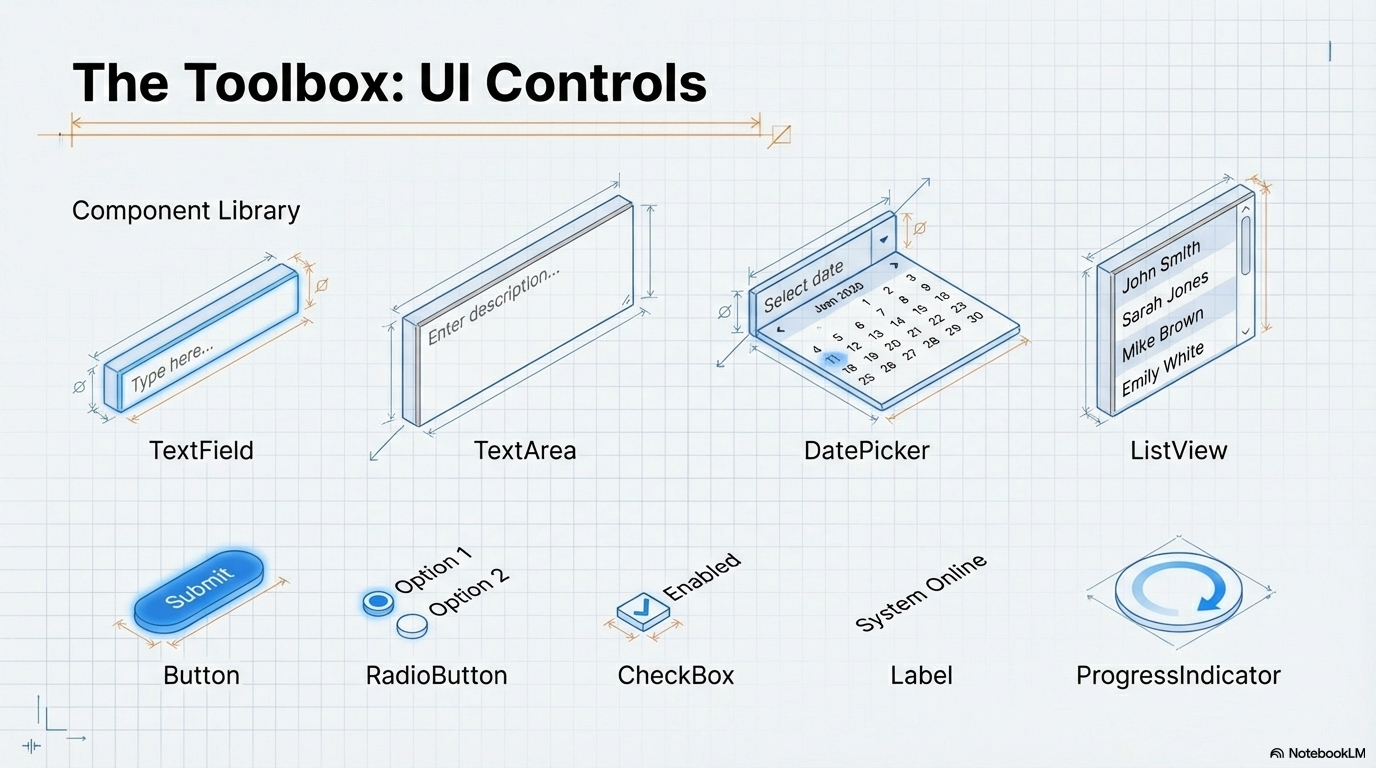 The Toolbox: UI Controls
Component Library
Type here...
TextField
Enter description...
TextArea
Select date
2020
1 2 3
4 5 6 7 8 9 18
11 12 13 14 15 22 23
18 19 20 21 28 29 30
25 26 27
DatePicker
John Smith
Sarah Jones
Mike Brown
Emily White
ListView
Submit
Button
Option 1
Option 2
RadioButton
Enabled
CheckBox
System Online
Label
ProgressIndicator
NotebookLM